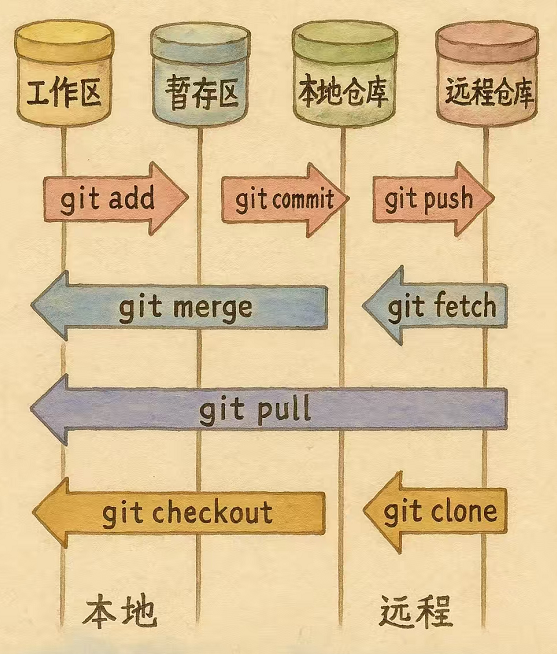 工作区 暂存区 本地仓库 远程仓库
git add git commit git push
git merge git fetch
git pull
git checkout git clone
本地 远程